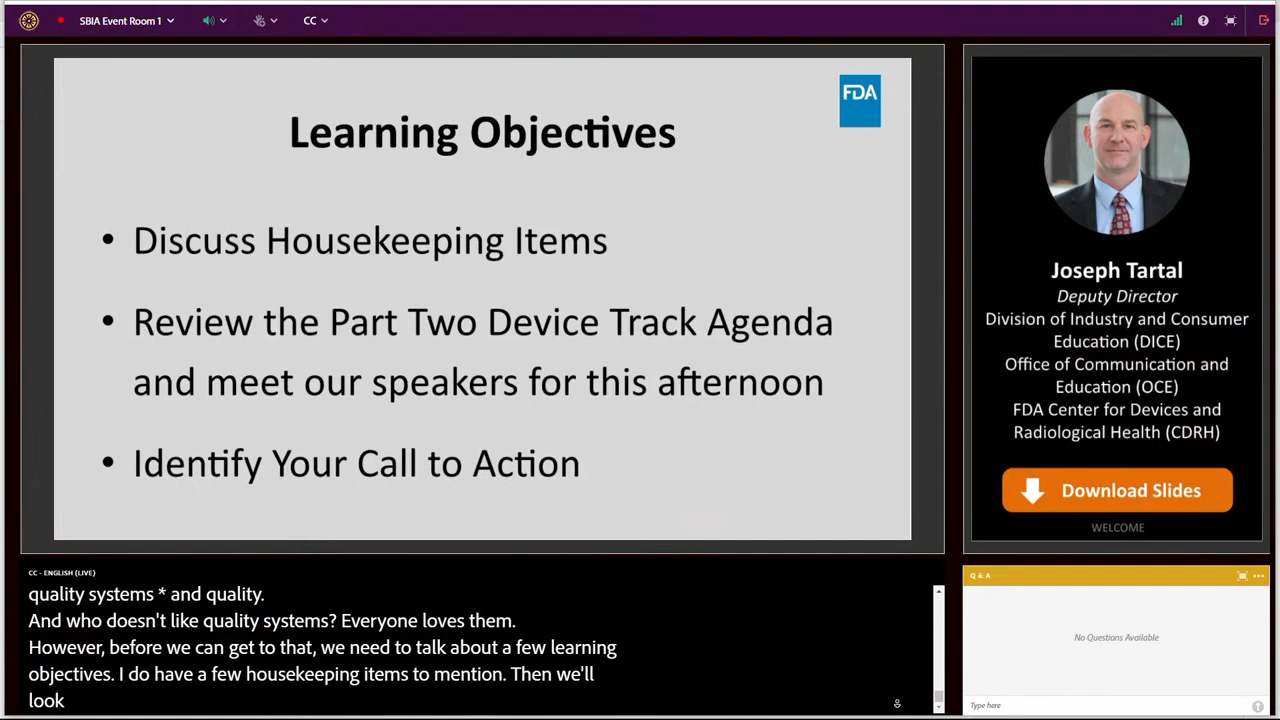 SBIA Event Room 1
CC
FDA
Learning Objectives
• Discuss Housekeeping Items
• Review the Part Two Device Track Agenda
and meet our speakers for this afternoon
• Identify Your Call to Action
Joseph Tartal
Deputy Director
Division of Industry and Consumer
Education (DICE)
Office of Communication and
Education (OCE)
FDA Center for Devices and
Radiological Health (CDRH)
Download Slides
WELCOME
CC - ENGLISH (LIVE)
quality systems * and quality.
And who doesn't like quality systems? Everyone loves them.
However, before we can get to that, we need to talk about a few learning
objectives. I do have a few housekeeping items to mention. Then we'll
look
Q & A
No Questions Available
Type here